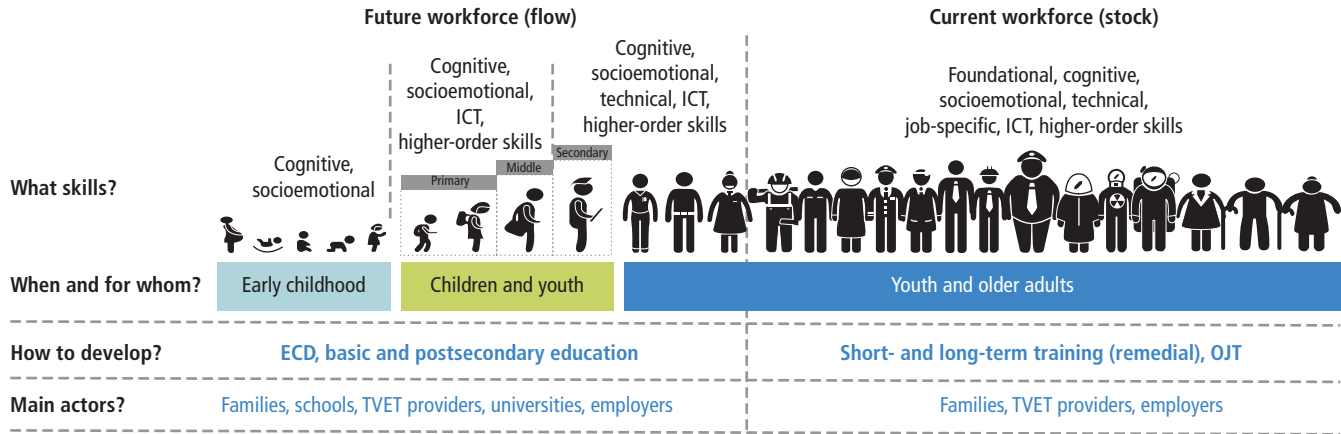 Future workforce (flow)
Current workforce (stock)
What skills?
Cognitive,
socioemotional
Cognitive,
socioemotional,
ICT,
higher-order skills
Primary
Middle
Secondary
Cognitive,
socioemotional,
technical, ICT,
higher-order skills
Foundational, cognitive,
socioemotional, technical,
job-specific, ICT, higher-order skills
When and for whom?
Early childhood
Children and youth
Youth and older adults
How to develop?
ECD, basic and postsecondary education
Short- and long-term training (remedial), OJT
Main actors?
Families, schools, TVET providers, universities, employers
Families, TVET providers, employers